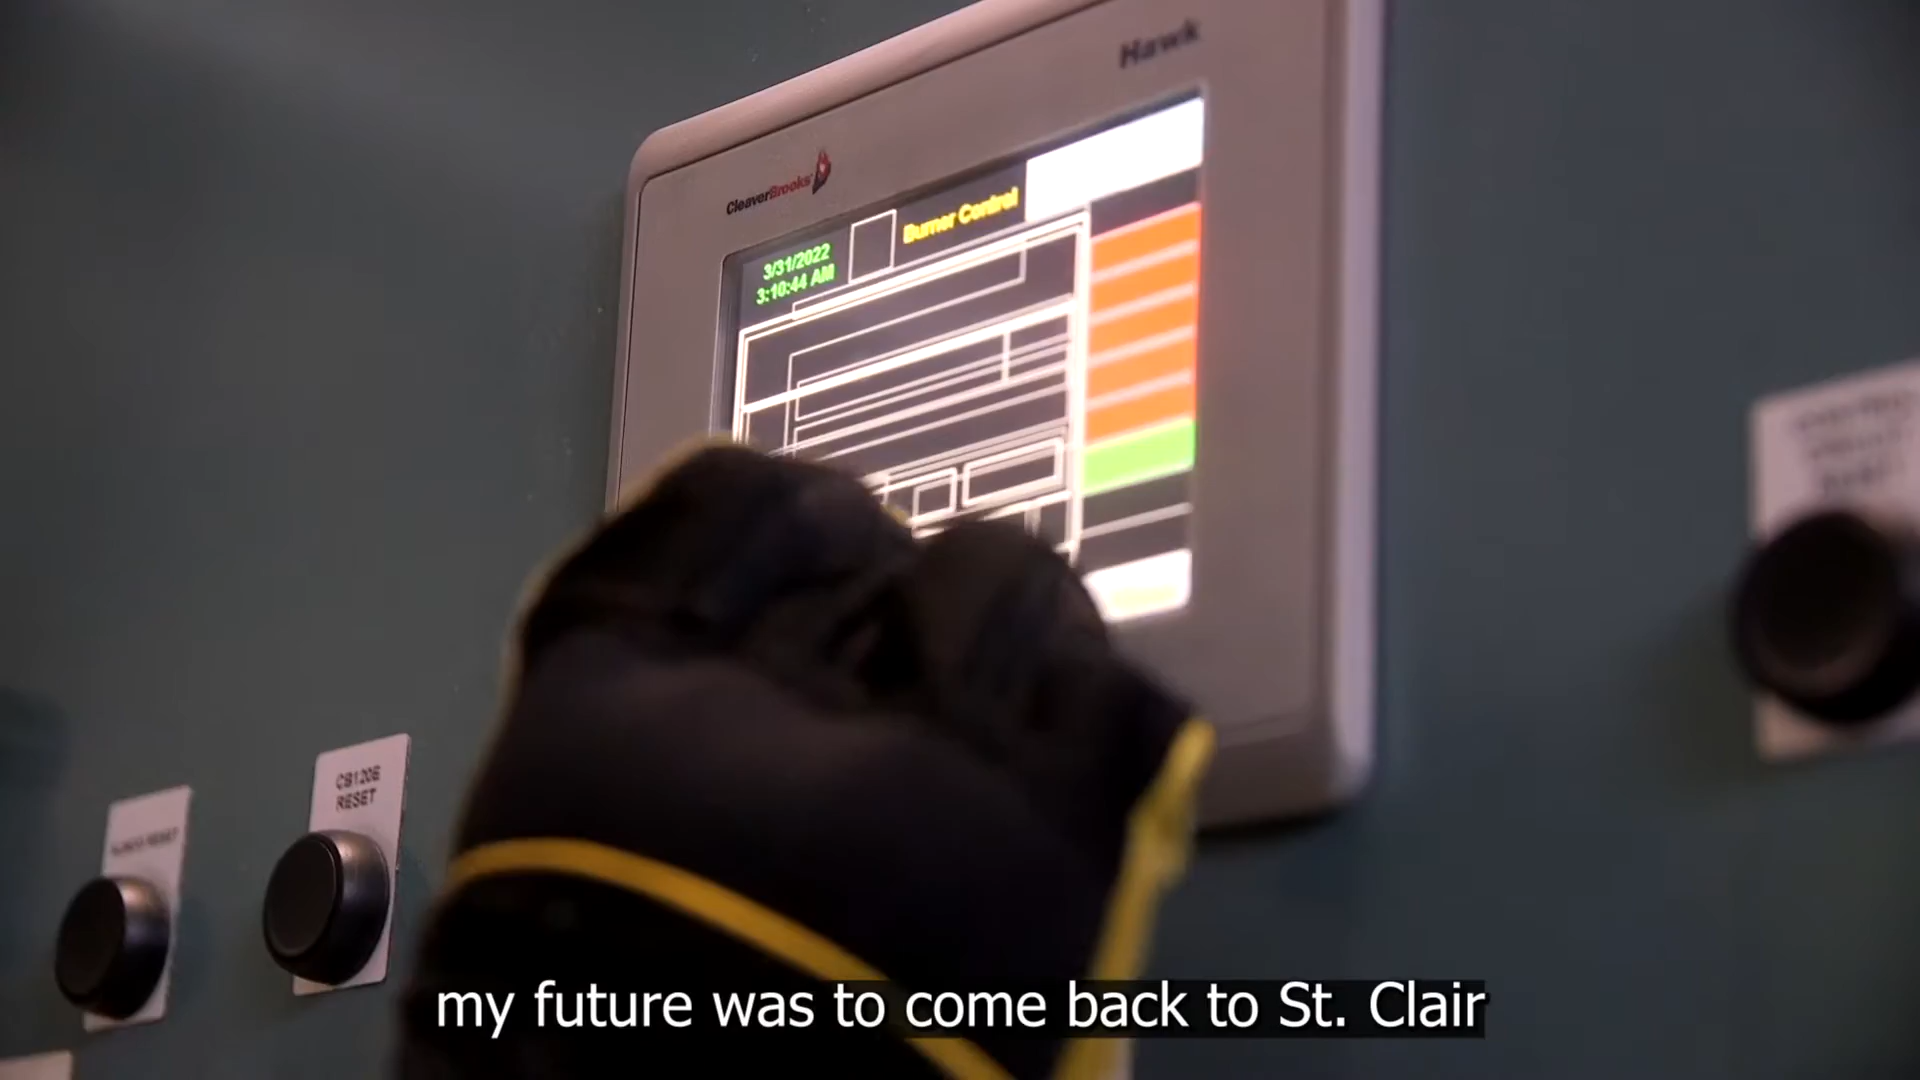 Hawk
CleaverBrooks
Burner Control
3/31/2022
3:10:44 AM
CB120E
RESET
my future was to come back to St. Clair